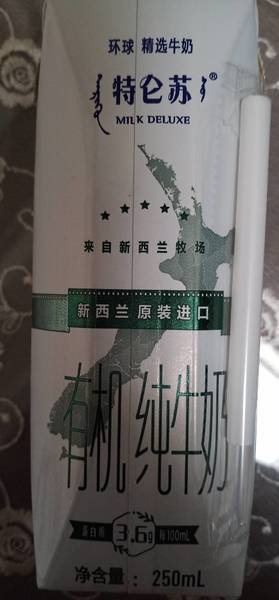 环球 精选牛奶
特仑苏®
MILK DELUXE
来自新西兰牧场
新西兰 原装进口
有机纯牛奶
蛋白质 3.6g 每100mL
净含量：250mL